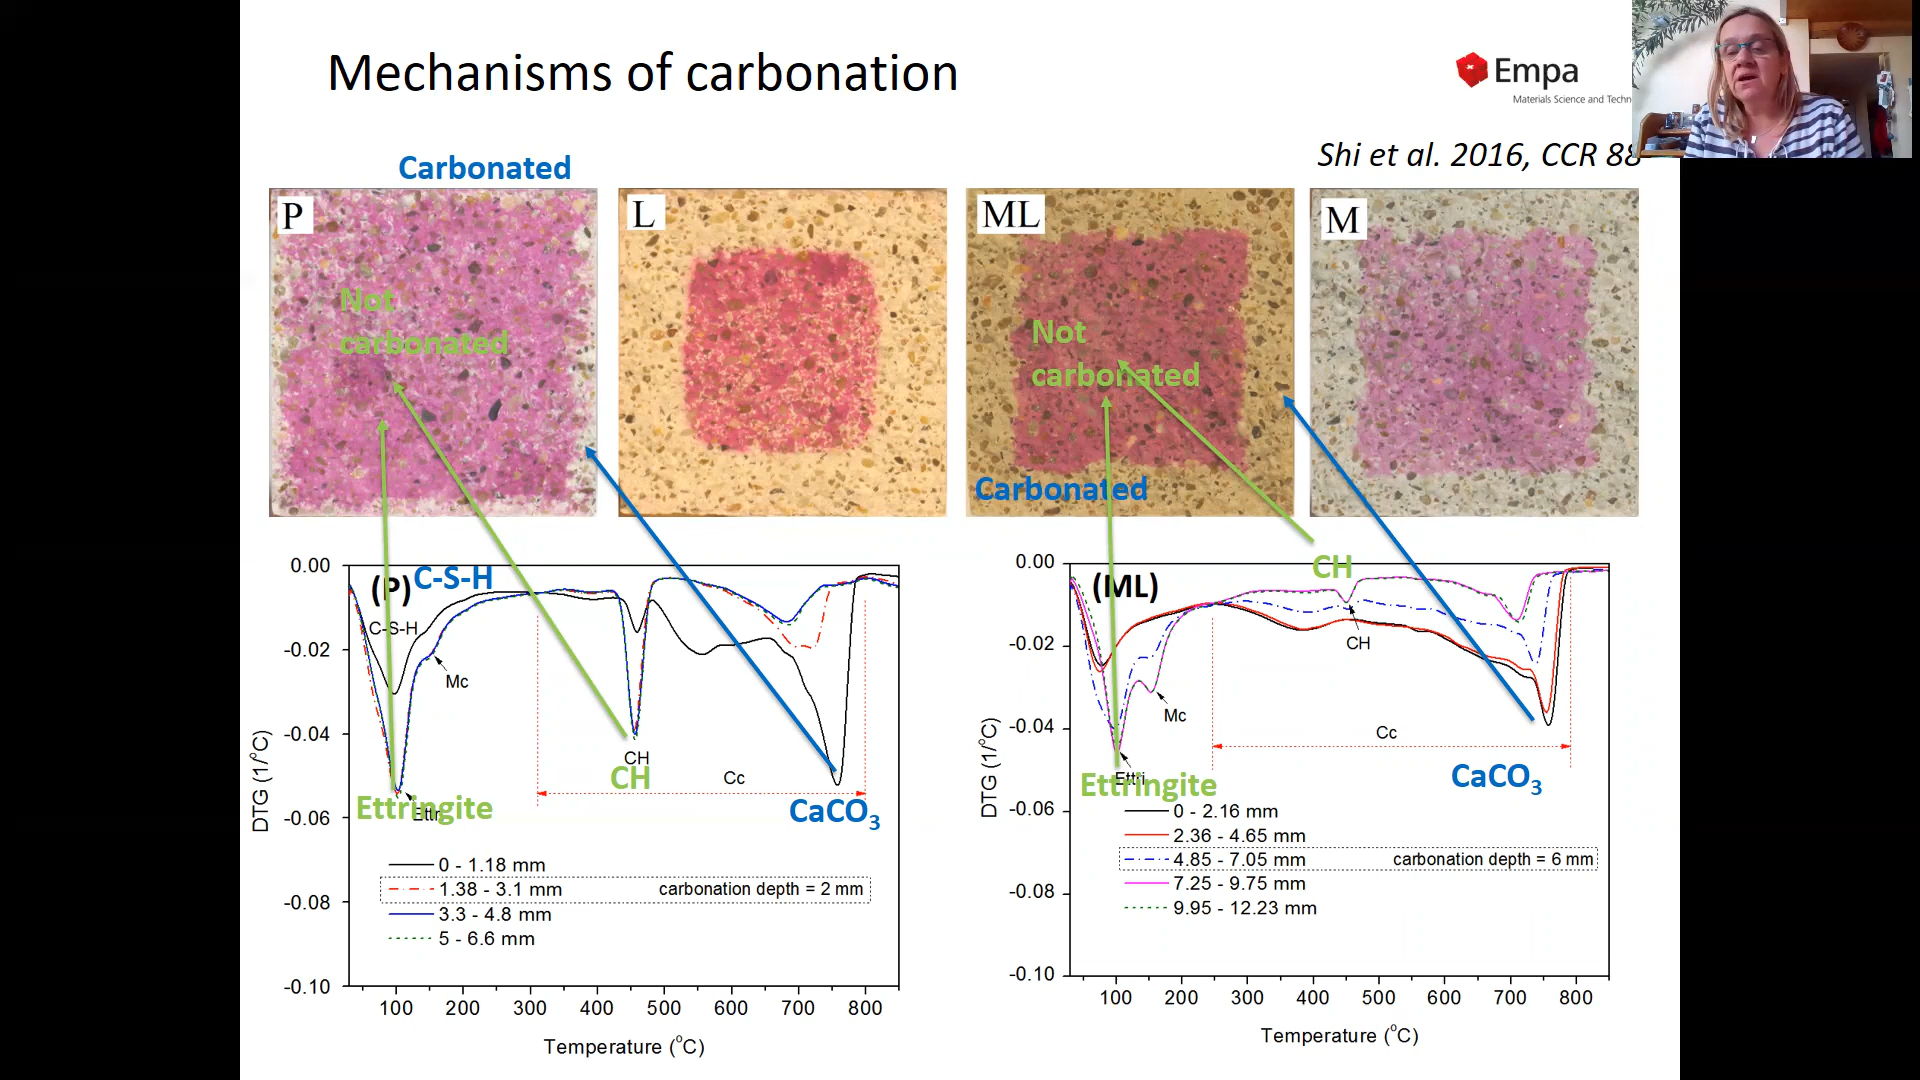 Mechanisms of carbonation
Empa
Materials Science and Techn
Shi et al. 2016, CCR 88
Carbonated
P
L
ML
M
Not
carbonated
Not
carbonated
Carbonated
0.00
-0.02
-0.04
-0.06
-0.08
-0.10
DTG (1/°C)
(P)
C-S-H
C-S-H
Mc
CH
CH
Cc
CaCO3
Ettringite
Ettri
0 - 1.18 mm
1.38 - 3.1 mm carbonation depth = 2 mm
3.3 - 4.8 mm
5 - 6.6 mm
100 200 300 400 500 600 700 800
Temperature (°C)
0.00
-0.02
-0.04
-0.06
-0.08
-0.10
DTG (1/°C)
(ML)
CH
CH
Mc
Cc
Ettri
Ettringite
CaCO3
0 - 2.16 mm
2.36 - 4.65 mm
4.85 - 7.05 mm carbonation depth = 6 mm
7.25 - 9.75 mm
9.95 - 12.23 mm
100 200 300 400 500 600 700 800
Temperature (°C)